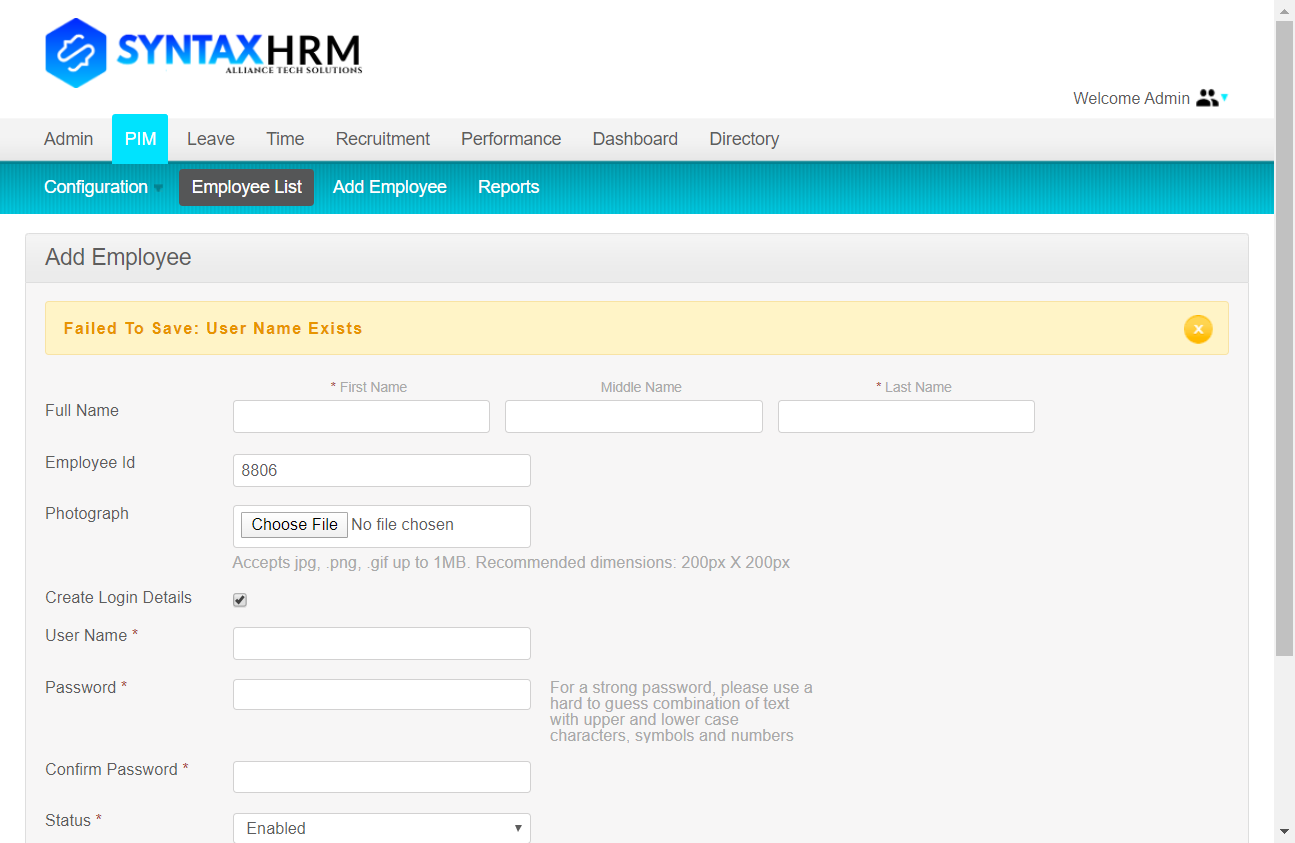 SYNTAXHRM
ALLIANCE TECH SOLUTIONS
Welcome Admin
Admin PIM Leave Time Recruitment Performance Dashboard Directory
Configuration Employee List Add Employee Reports
Add Employee
Failed To Save: User Name Exists
* First Name Middle Name * Last Name
Full Name
Employee Id 8806
Photograph Choose File No file chosen
Accepts jpg, .png, .gif up to 1MB. Recommended dimensions: 200px X 200px
Create Login Details
User Name *
Password * For a strong password, please use a
hard to guess combination of text
with upper and lower case
characters, symbols and numbers
Confirm Password *
Status * Enabled